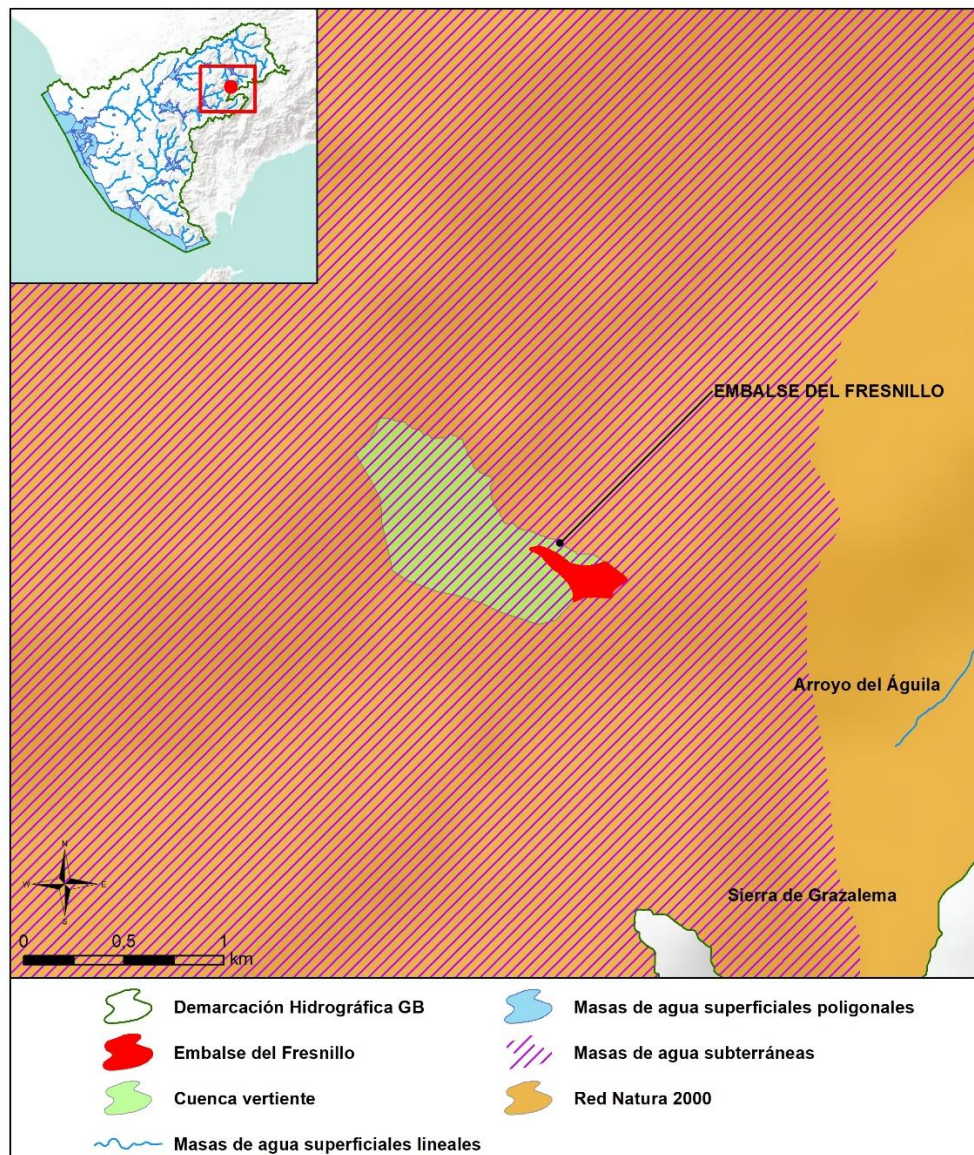 EMBALSE DEL FRESNILLO
Arroyo del Águila
Sierra de Grazalema
N
W E
S
0 0,5 1
km
Demarcación Hidrográfica GB
Masas de agua superficiales poligonales
Embalse del Fresnillo
Masas de agua subterráneas
Cuenca vertiente
Red Natura 2000
Masas de agua superficiales lineales